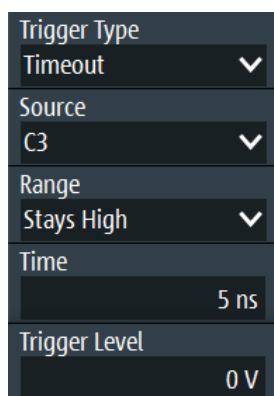 Trigger Type
Timeout
Source
C3
Range
Stays High
Time
5 ns
Trigger Level
0 V